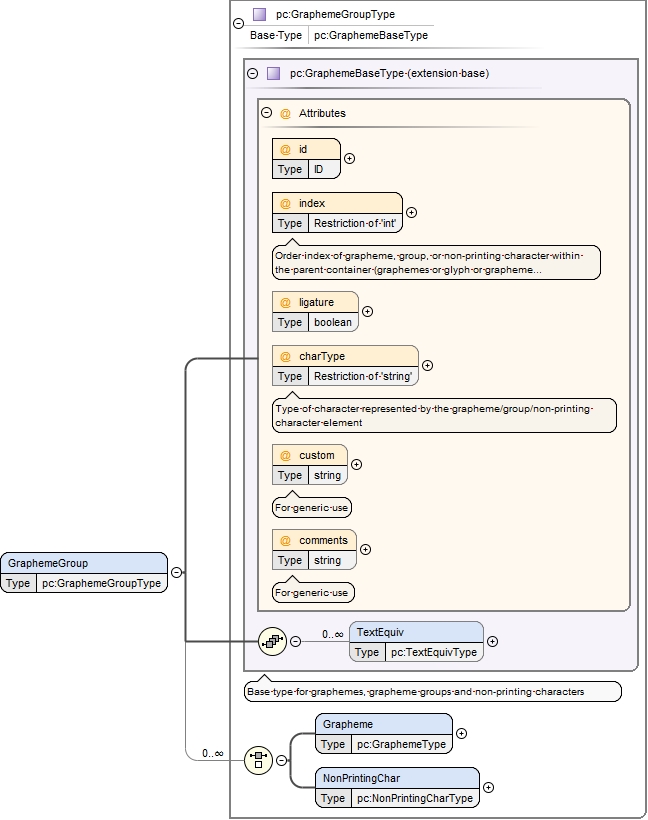 pc:GraphemeGroupType
Base-Type pc:GraphemeBaseType
pc:GraphemeBaseType-(extension-base)
@ Attributes
@ id
Type ID
@ index
Type Restriction-of-'int'
Order-index-of-grapheme,-group,-or-non-printing-character-within-
the-parent-container-(graphemes-or-glyph-or-grapheme...
@ ligature
Type boolean
@ charType
Type Restriction-of-'string'
Type-of-character-represented-by-the-grapheme/group/non-printing-
character-element
@ custom
Type string
For-generic-use
@ comments
Type string
For-generic-use
GraphemeGroup
Type pc:GraphemeGroupType
0..∞
TextEquiv
Type pc:TextEquivType
Base-type-for-graphemes,-grapheme-groups-and-non-printing-characters
0..∞
Grapheme
Type pc:GraphemeType
NonPrintingChar
Type pc:NonPrintingCharType